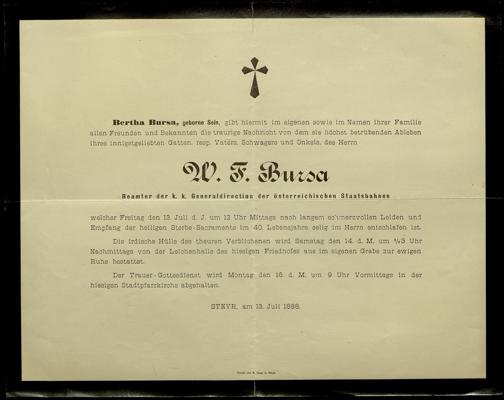 Bertha Bursa, geborne Sein, gibt hiermit im eigenen sowie im Namen ihrer Familie
allen Freunden und Bekannten die traurige Nachricht von dem sie höchst betrübenden Ableben
ihres innigstgeliebten Gatten, resp. Vaters, Schwagers und Onkels, des Herrn
W. F. Bursa
Beamter der k. k. Generaldirection der österreichischen Staatsbahnen
welcher Freitag den 13. Juli d. J. um 12 Uhr Mittags nach langem schmerzvollen Leiden und
Empfang der heiligen Sterbe-Sacramente im 40. Lebensjahre selig im Herrn entschlafen ist.
Die irdische Hülle des theuren Verblichenen wird Samstag den 14. d. M. um Uhr
Nachmittags von der Leichenhalle des hiesigen Friedhofes aus im eigenen Grabe zur ewigen
Ruhe bestattet.
Der Trauer-Gottesdienst wird Montag den 16. d. M. um 9 Uhr Vormittags in der
hiesigen Stadtpfarrkirche abgehalten.
STEYR, am 13. Juli 1888.